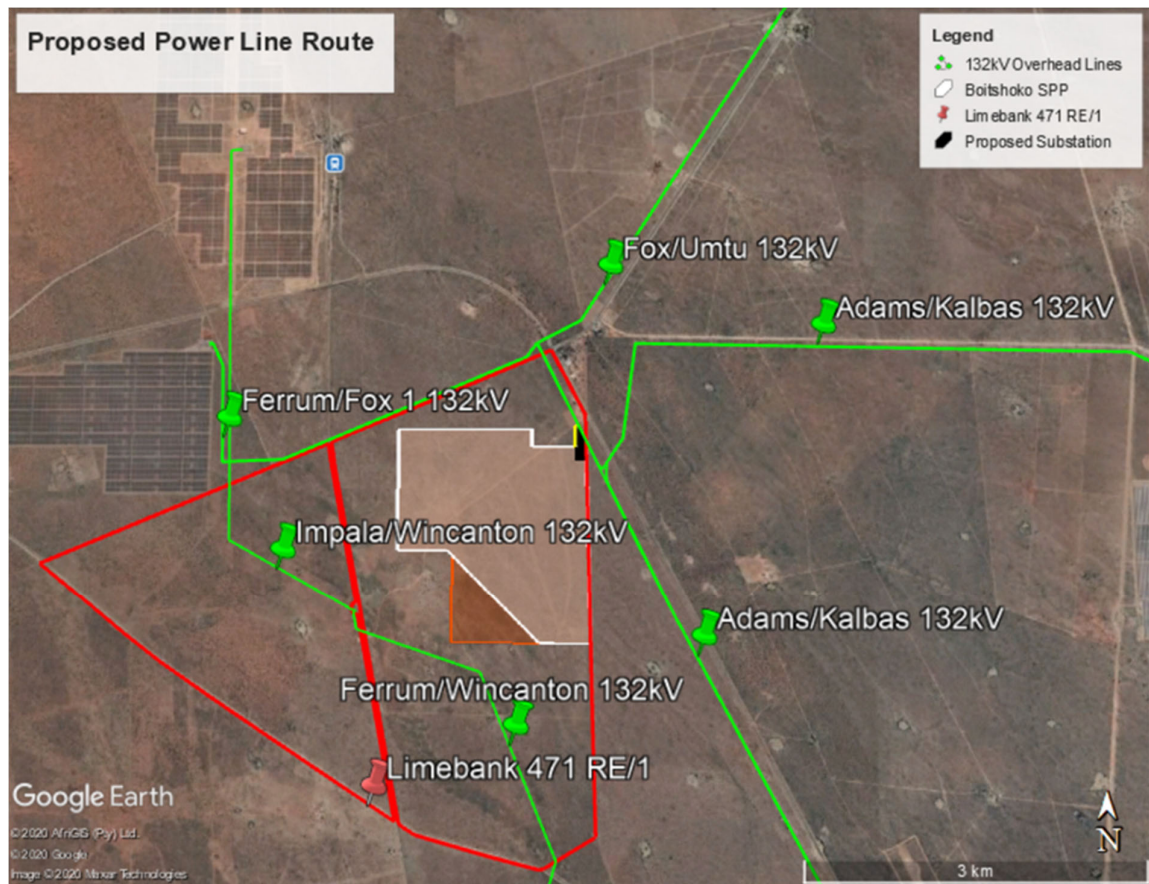 Proposed Power Line Route
Legend
132kV Overhead Lines
Boitshoko SPP
Limebank 471 RE/1
Proposed Substation
Fox/Umtu 132kV
Adams/Kalbas 132kV
Ferrum/Fox 1 132kV
Impala/Wincanton 132kV
Adams/Kalbas 132kV
Ferrum/Wincanton 132kV
Limebank 471 RE/1
Google Earth
© 2020 AfriGIS (Pty) Ltd.
© 2020 Google
Image © 2020 Maxar Technologies
N
3 km